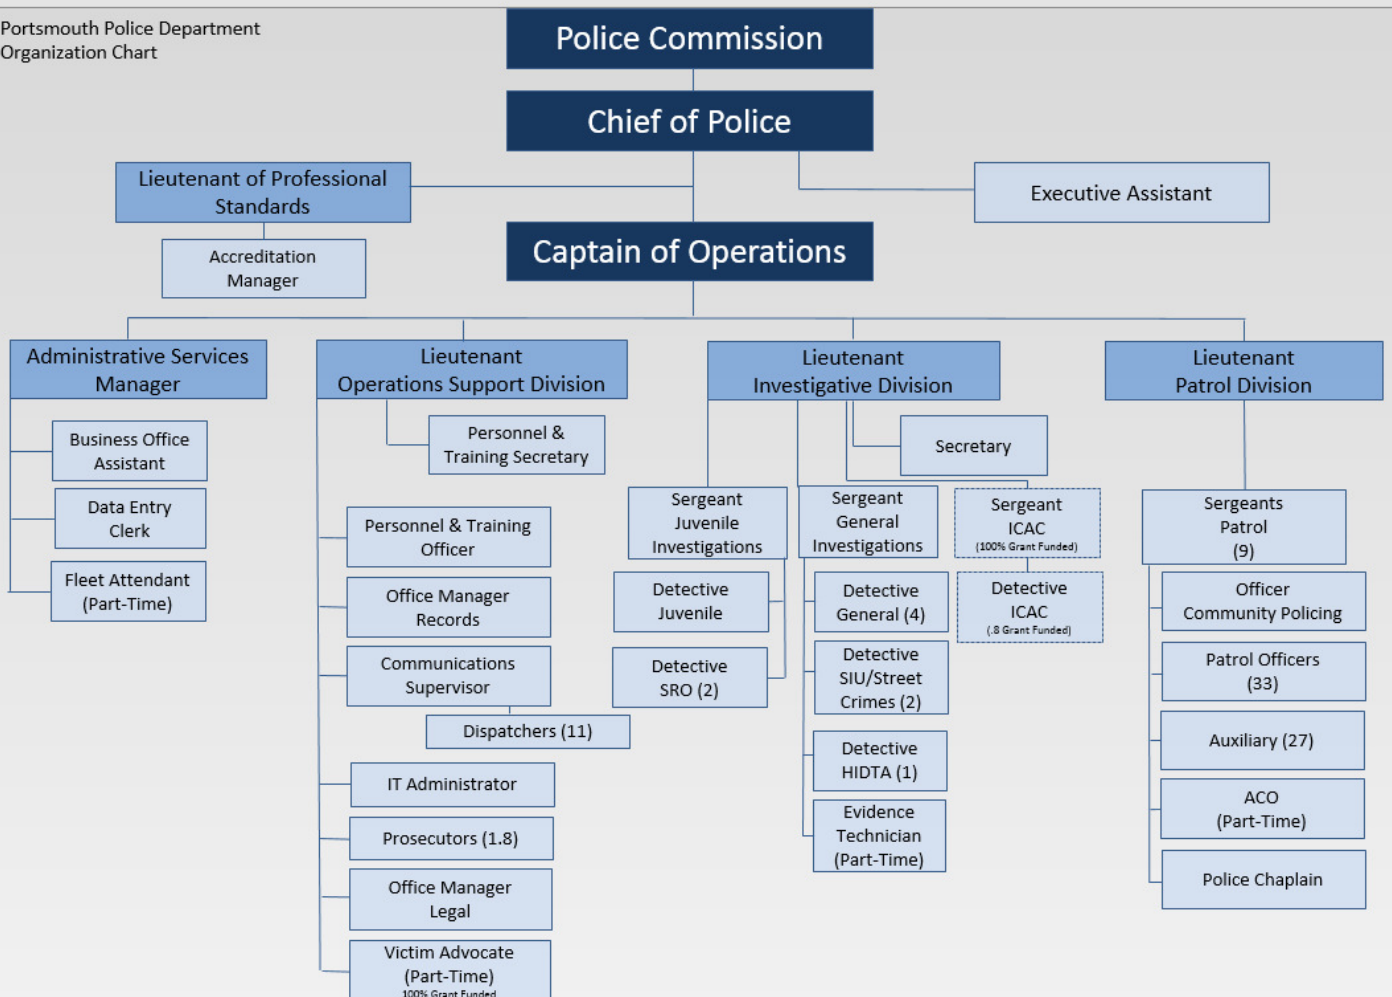 Portsmouth Police Department
Organization Chart
Police Commission
Chief of Police
Lieutenant of Professional
Standards
Executive Assistant
Accreditation
Manager
Captain of Operations
Administrative Services
Manager
Business Office
Assistant
Data Entry
Clerk
Fleet Attendant
(Part-Time)
Lieutenant
Operations Support Division
Personnel &
Training Secretary
Personnel & Training
Officer
Office Manager
Records
Communications
Supervisor
Dispatchers (11)
IT Administrator
Prosecutors (1.8)
Office Manager
Legal
Victim Advocate
(Part-Time)
100% Grant Funded
Lieutenant
Investigative Division
Secretary
Sergeant
Juvenile
Investigations
Detective
Juvenile
Detective
SRO (2)
Sergeant
General
Investigations
Detective
General (4)
Detective
SIU/Street
Crimes (2)
Detective
HIDTA (1)
Evidence
Technician
(Part-Time)
Sergeant
ICAC
(100% Grant Funded)
Detective
ICAC
(.8 Grant Funded)
Lieutenant
Patrol Division
Sergeants
Patrol
(9)
Officer
Community Policing
Patrol Officers
(33)
Auxiliary (27)
ACO
(Part-Time)
Police Chaplain